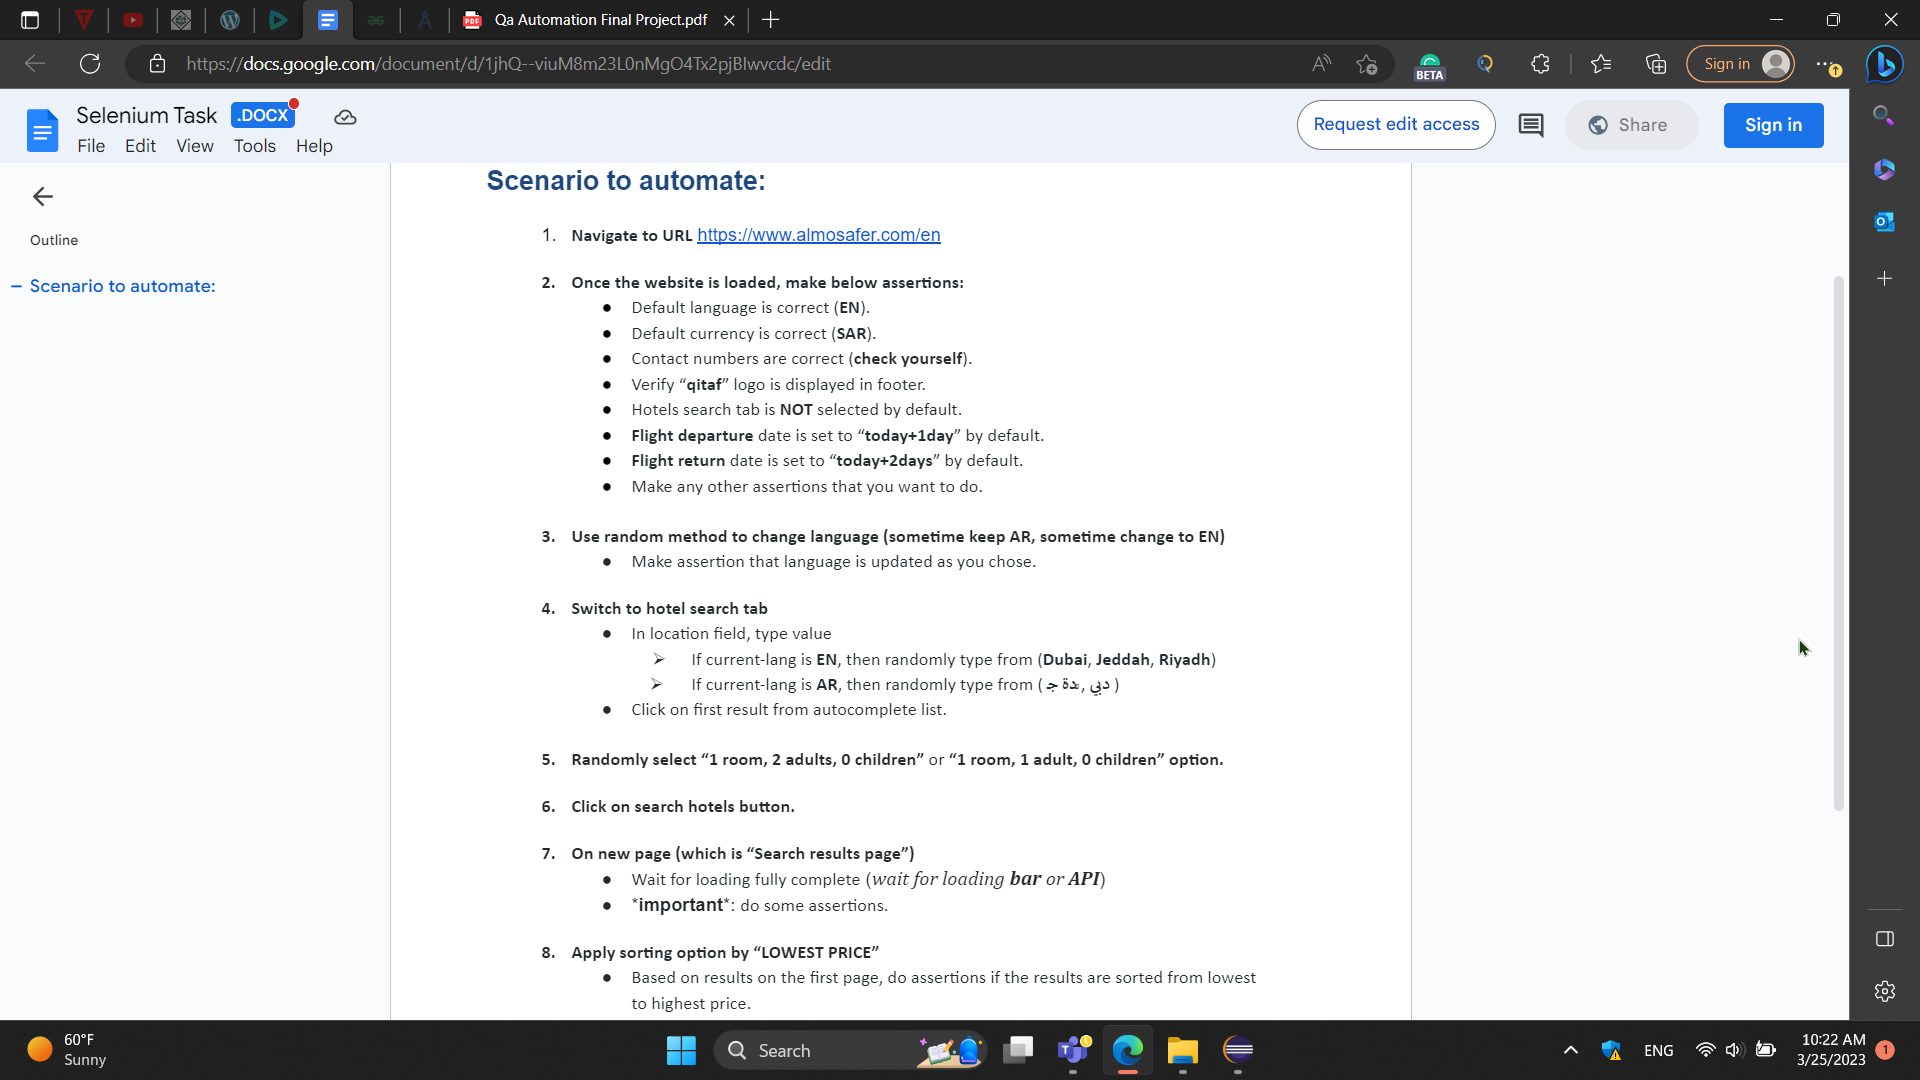 Qa Automation Final Project.pdf
https://docs.google.com/document/d/1jhQ--viuM8m23L0nMgO4Tx2pjBIwvcdc/edit
BETA
Sign in
Selenium Task .DOCX
File Edit View Tools Help
Request edit access
Share
Sign in
Outline
Scenario to automate:
Scenario to automate:
1. Navigate to URL https://www.almosafer.com/en
2. Once the website is loaded, make below assertions:
● Default language is correct (EN).
● Default currency is correct (SAR).
● Contact numbers are correct (check yourself).
● Verify “qitaf” logo is displayed in footer.
● Hotels search tab is NOT selected by default.
● Flight departure date is set to “today+1day” by default.
● Flight return date is set to “today+2days” by default.
● Make any other assertions that you want to do.
3. Use random method to change language (sometime keep AR, sometime change to EN)
● Make assertion that language is updated as you chose.
4. Switch to hotel search tab
● In location field, type value
➢ If current-lang is EN, then randomly type from (Dubai, Jeddah, Riyadh)
➢ If current-lang is AR, then randomly type from ( دبي ,دة ج )
● Click on first result from autocomplete list.
5. Randomly select “1 room, 2 adults, 0 children” or “1 room, 1 adult, 0 children” option.
6. Click on search hotels button.
7. On new page (which is “Search results page”)
● Wait for loading fully complete (wait for loading bar or API)
● *important*: do some assertions.
8. Apply sorting option by “LOWEST PRICE”
● Based on results on the first page, do assertions if the results are sorted from lowest
to highest price.
60°F
Sunny
Search
ENG
10:22 AM
3/25/2023
1